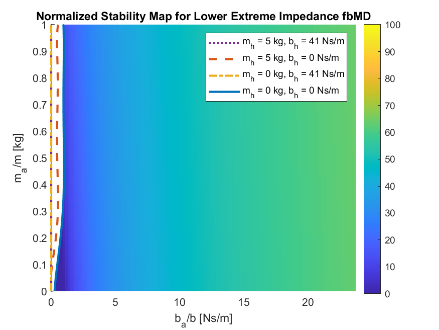 Normalized Stability Map for Lower Extreme Impedance fbMD
m_h = 5 kg, b_h = 41 Ns/m
m_h = 5 kg, b_h = 0 Ns/m
m_h = 0 kg, b_h = 41 Ns/m
m_h = 0 kg, b_h = 0 Ns/m
m_a/m [kg]
1
0.9
0.8
0.7
0.6
0.5
0.4
0.3
0.2
0.1
0
0 5 10 15 20
b_a/b [Ns/m]
100
90
80
70
60
50
40
30
20
10
0